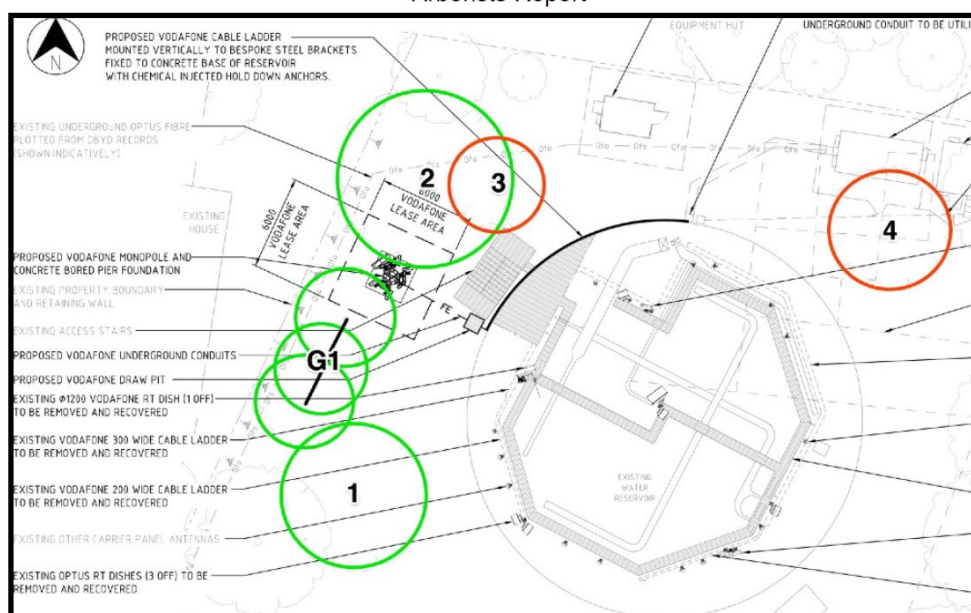 Arborists Report
PROPOSED VODAFONE CABLE LADDER
MOUNTED VERTICALLY TO BESPOKE STEEL BRACKETS
FIXED TO CONCRETE BASE OF RESERVOIR
WITH CHEMICAL INJECTED HOLD DOWN ANCHORS.
EQUIPMENT HUT
UNDERGROUND CONDUIT TO BE UTILI
N
EXISTING UNDERGROUND OPTUS FIBRE
PLOTTED FROM DBYD RECORDS
(SHOWN INDICATIVELY)
Ofo Ofo Ofo Ofo Ofo
2
3
4
6000
VODAFONE
LEASE AREA
6000
VODAFONE
LEASE AREA
EXISTING
HOUSE
PROPOSED VODAFONE MONOPOLE AND
CONCRETE BORED PIER FOUNDATION
EXISTING PROPERTY BOUNDARY
AND RETAINING WALL
FE
EXISTING ACCESS STAIRS
PROPOSED VODAFONE UNDERGROUND CONDUITS
G1
PROPOSED VODAFONE DRAW PIT
EXISTING Ø1200 VODAFONE RT DISH (1 OFF)
TO BE REMOVED AND RECOVERED
EXISTING VODAFONE 300 WIDE CABLE LADDER
TO BE REMOVED AND RECOVERED
EXISTING VODAFONE 200 WIDE CABLE LADDER
TO BE REMOVED AND RECOVERED
1
EXISTING
WATER
RESERVOIR
EXISTING OTHER CARRIER PANEL ANTENNAS
EXISTING OPTUS RT DISHES (3 OFF) TO BE
REMOVED AND RECOVERED